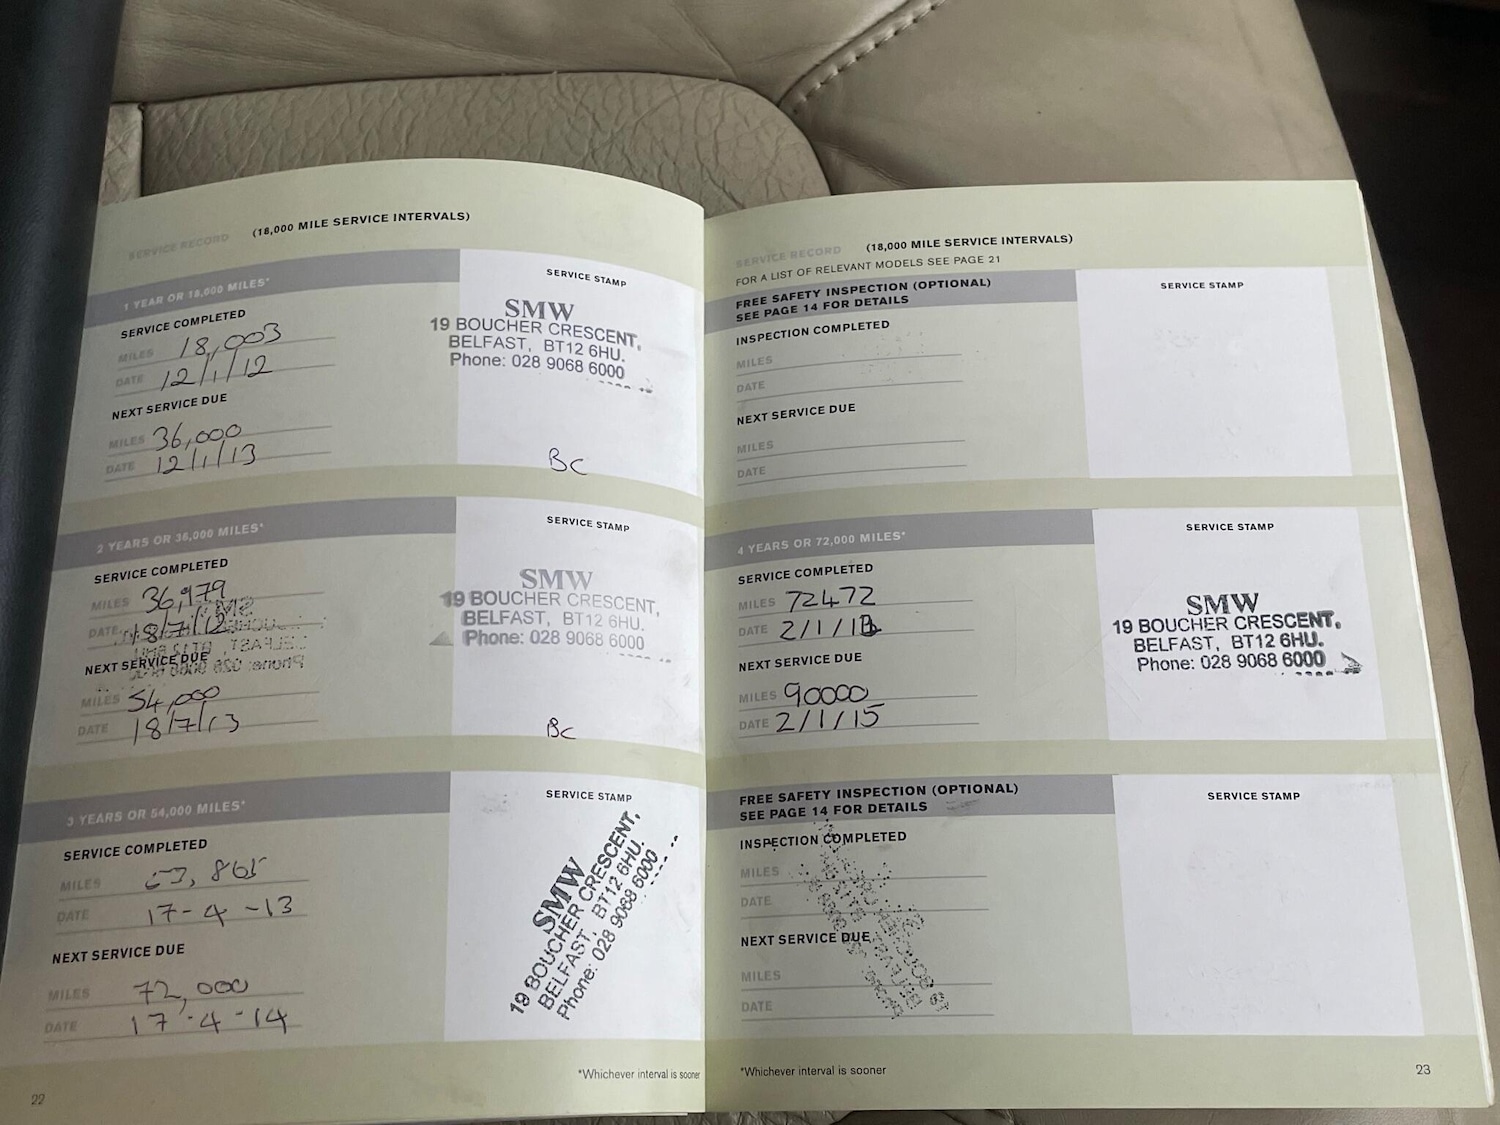 SERVICE RECORD (18,000 MILE SERVICE INTERVALS)
1 YEAR OR 18,000 MILES*
SERVICE COMPLETED
MILES 18,003
DATE 12/1/12
NEXT SERVICE DUE
MILES 36,000
DATE 12/1/13
SERVICE STAMP
SMW
19 BOUCHER CRESCENT,
BELFAST, BT12 6HU.
Phone: 028 9068 6000
BC
2 YEARS OR 36,000 MILES*
SERVICE COMPLETED
MILES 36,979
DATE 18/7/12
NEXT SERVICE DUE
MILES 54,000
DATE 18/7/13
SERVICE STAMP
SMW
19 BOUCHER CRESCENT,
BELFAST, BT12 6HU.
Phone: 028 9068 6000
BC
3 YEARS OR 54,000 MILES*
SERVICE COMPLETED
MILES
DATE 17-4-13
NEXT SERVICE DUE
MILES 72,000
DATE 17-4-14
SERVICE STAMP
SMW
19 BOUCHER CRESCENT,
BELFAST, BT12 6HU.
Phone: 028 9068 6000
*Whichever interval is sooner
22
SERVICE RECORD (18,000 MILE SERVICE INTERVALS)
FOR A LIST OF RELEVANT MODELS SEE PAGE 21
FREE SAFETY INSPECTION (OPTIONAL)
SEE PAGE 14 FOR DETAILS
INSPECTION COMPLETED
MILES
DATE
NEXT SERVICE DUE
MILES
DATE
SERVICE STAMP
4 YEARS OR 72,000 MILES*
SERVICE COMPLETED
MILES 72472
DATE
NEXT SERVICE DUE
MILES 90000
DATE 2/1/15
SERVICE STAMP
SMW
19 BOUCHER CRESCENT,
BELFAST, BT12 6HU.
Phone: 028 9068 6000
FREE SAFETY INSPECTION (OPTIONAL)
SEE PAGE 14 FOR DETAILS
INSPECTION COMPLETED
MILES
DATE
NEXT SERVICE DUE
MILES
DATE
SERVICE STAMP
*Whichever interval is sooner
23